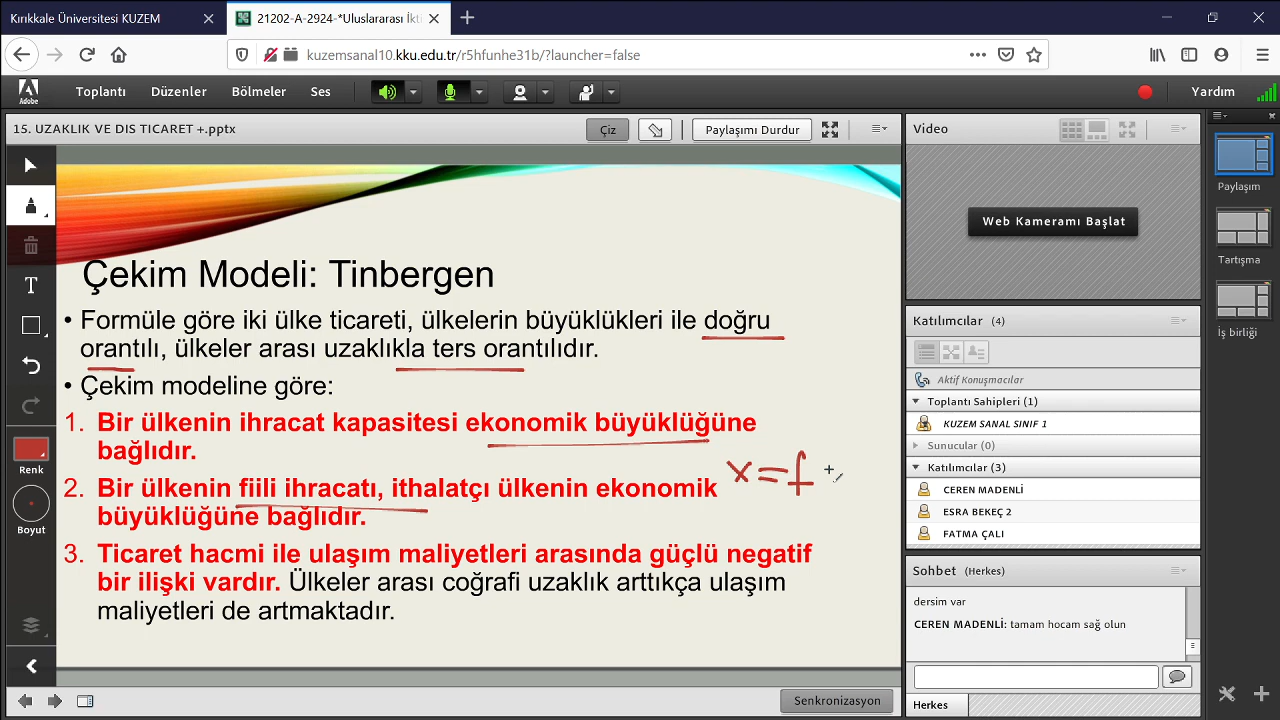 Kırıkkale Üniversitesi KUZEM
21202-A-2924-*Uluslararası İkti
kuzemsanal10.kku.edu.tr/r5hfunhe31b/?launcher=false
Adobe
Toplantı Düzenler Bölmeler Ses
Yardım
15. UZAKLIK VE DIS TICARET +.pptx
Çiz
Paylaşımı Durdur
Çekim Modeli: Tinbergen
• Formüle göre iki ülke ticareti, ülkelerin büyüklükleri ile doğru
orantılı, ülkeler arası uzaklıkla ters orantılıdır.
• Çekim modeline göre:
1. Bir ülkenin ihracat kapasitesi ekonomik büyüklüğüne
bağlıdır.
x=f
2. Bir ülkenin fiili ihracatı, ithalatçı ülkenin ekonomik
büyüklüğüne bağlıdır.
3. Ticaret hacmi ile ulaşım maliyetleri arasında güçlü negatif
bir ilişki vardır. Ülkeler arası coğrafi uzaklık arttıkça ulaşım
maliyetleri de artmaktadır.
T
Renk
Boyut
Senkronizasyon
Video
Web Kameramı Başlat
Katılımcılar (4)
Aktif Konuşmacılar
Toplantı Sahipleri (1)
KUZEM SANAL SINIF 1
Sunucular (0)
Katılımcılar (3)
CEREN MADENLİ
ESRA BEKEÇ 2
FATMA ÇALI
Sohbet (Herkes)
dersim var
CEREN MADENLİ: tamam hocam sağ olun
Herkes
Paylaşım
Tartışma
İş birliği